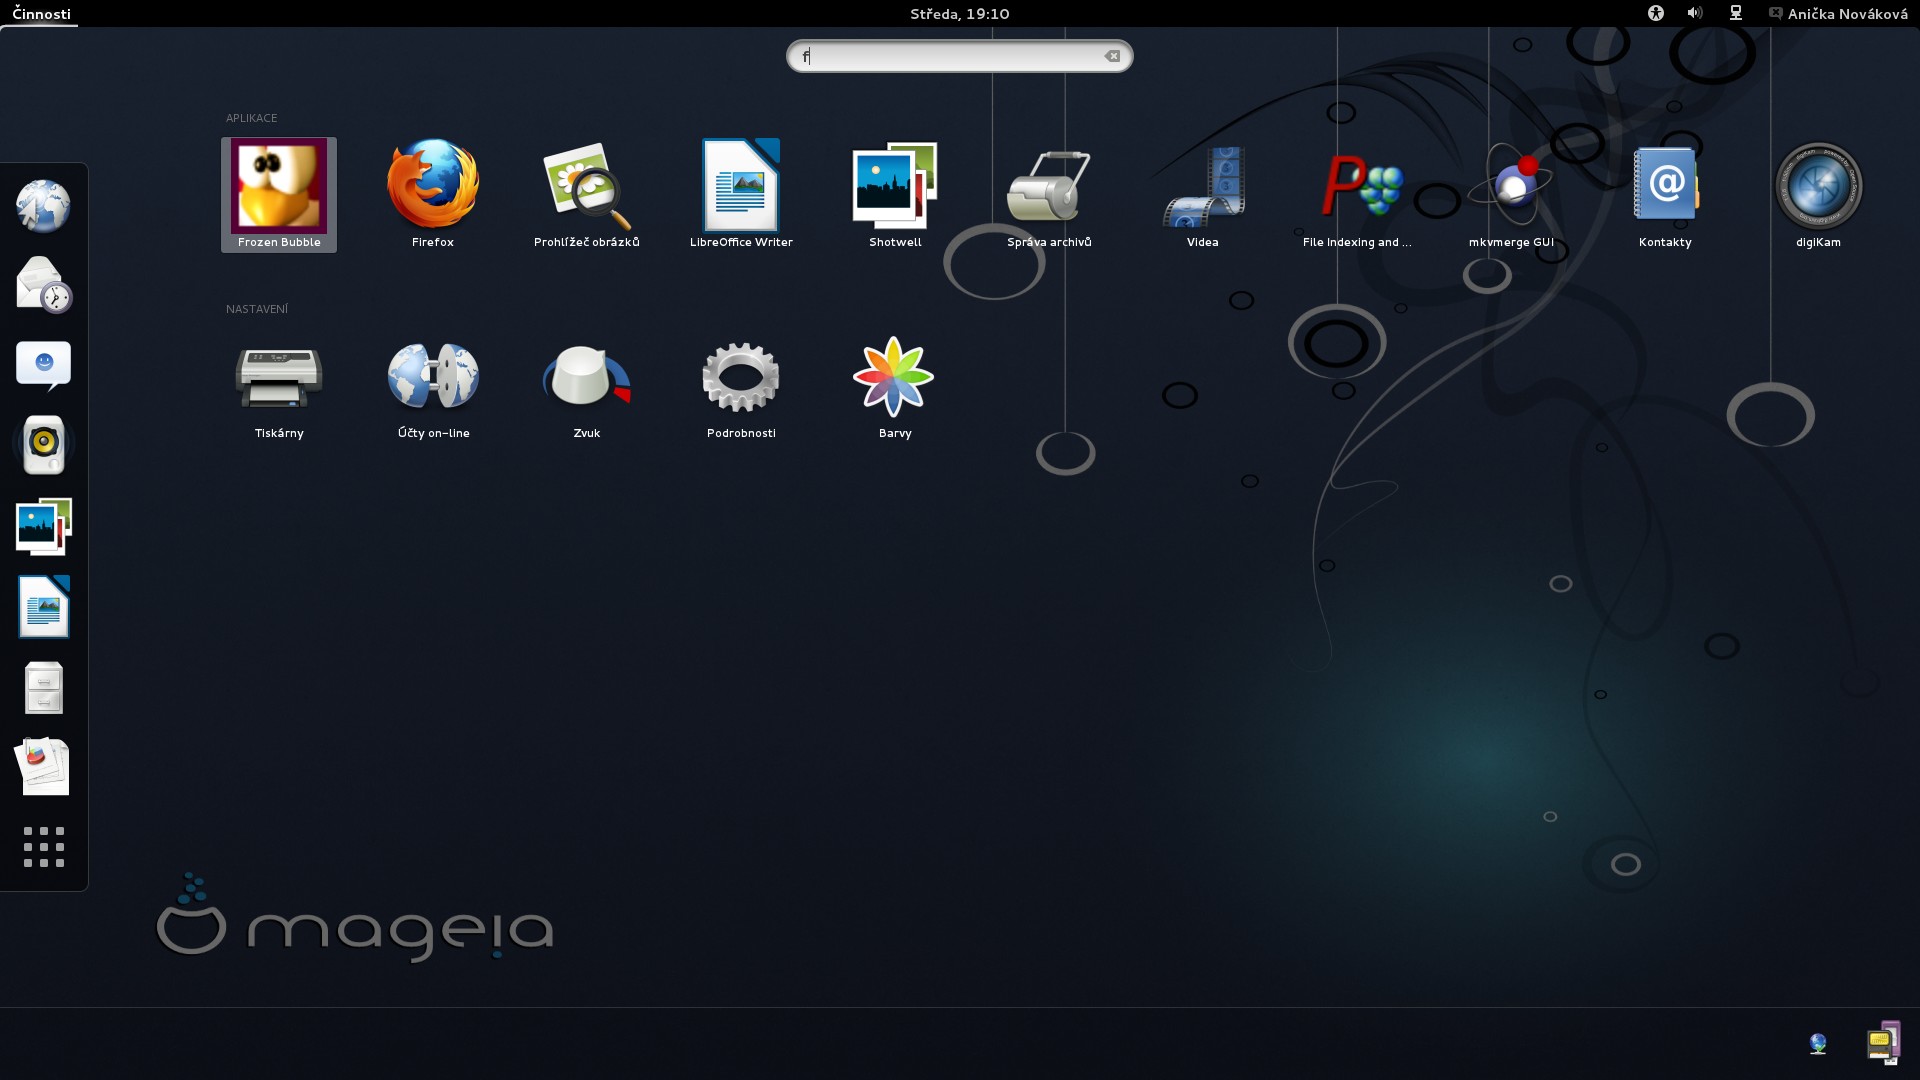 Činnosti
Středa, 19:10
Anička Nováková
f
APLIKACE
Frozen Bubble
Firefox
Prohlížeč obrázků
LibreOffice Writer
Shotwell
Správa archivů
Videa
File Indexing and ...
mkvmerge GUI
Kontakty
digiKam
NASTAVENÍ
Tiskárny
Účty on-line
Zvuk
Podrobnosti
Barvy
mageia